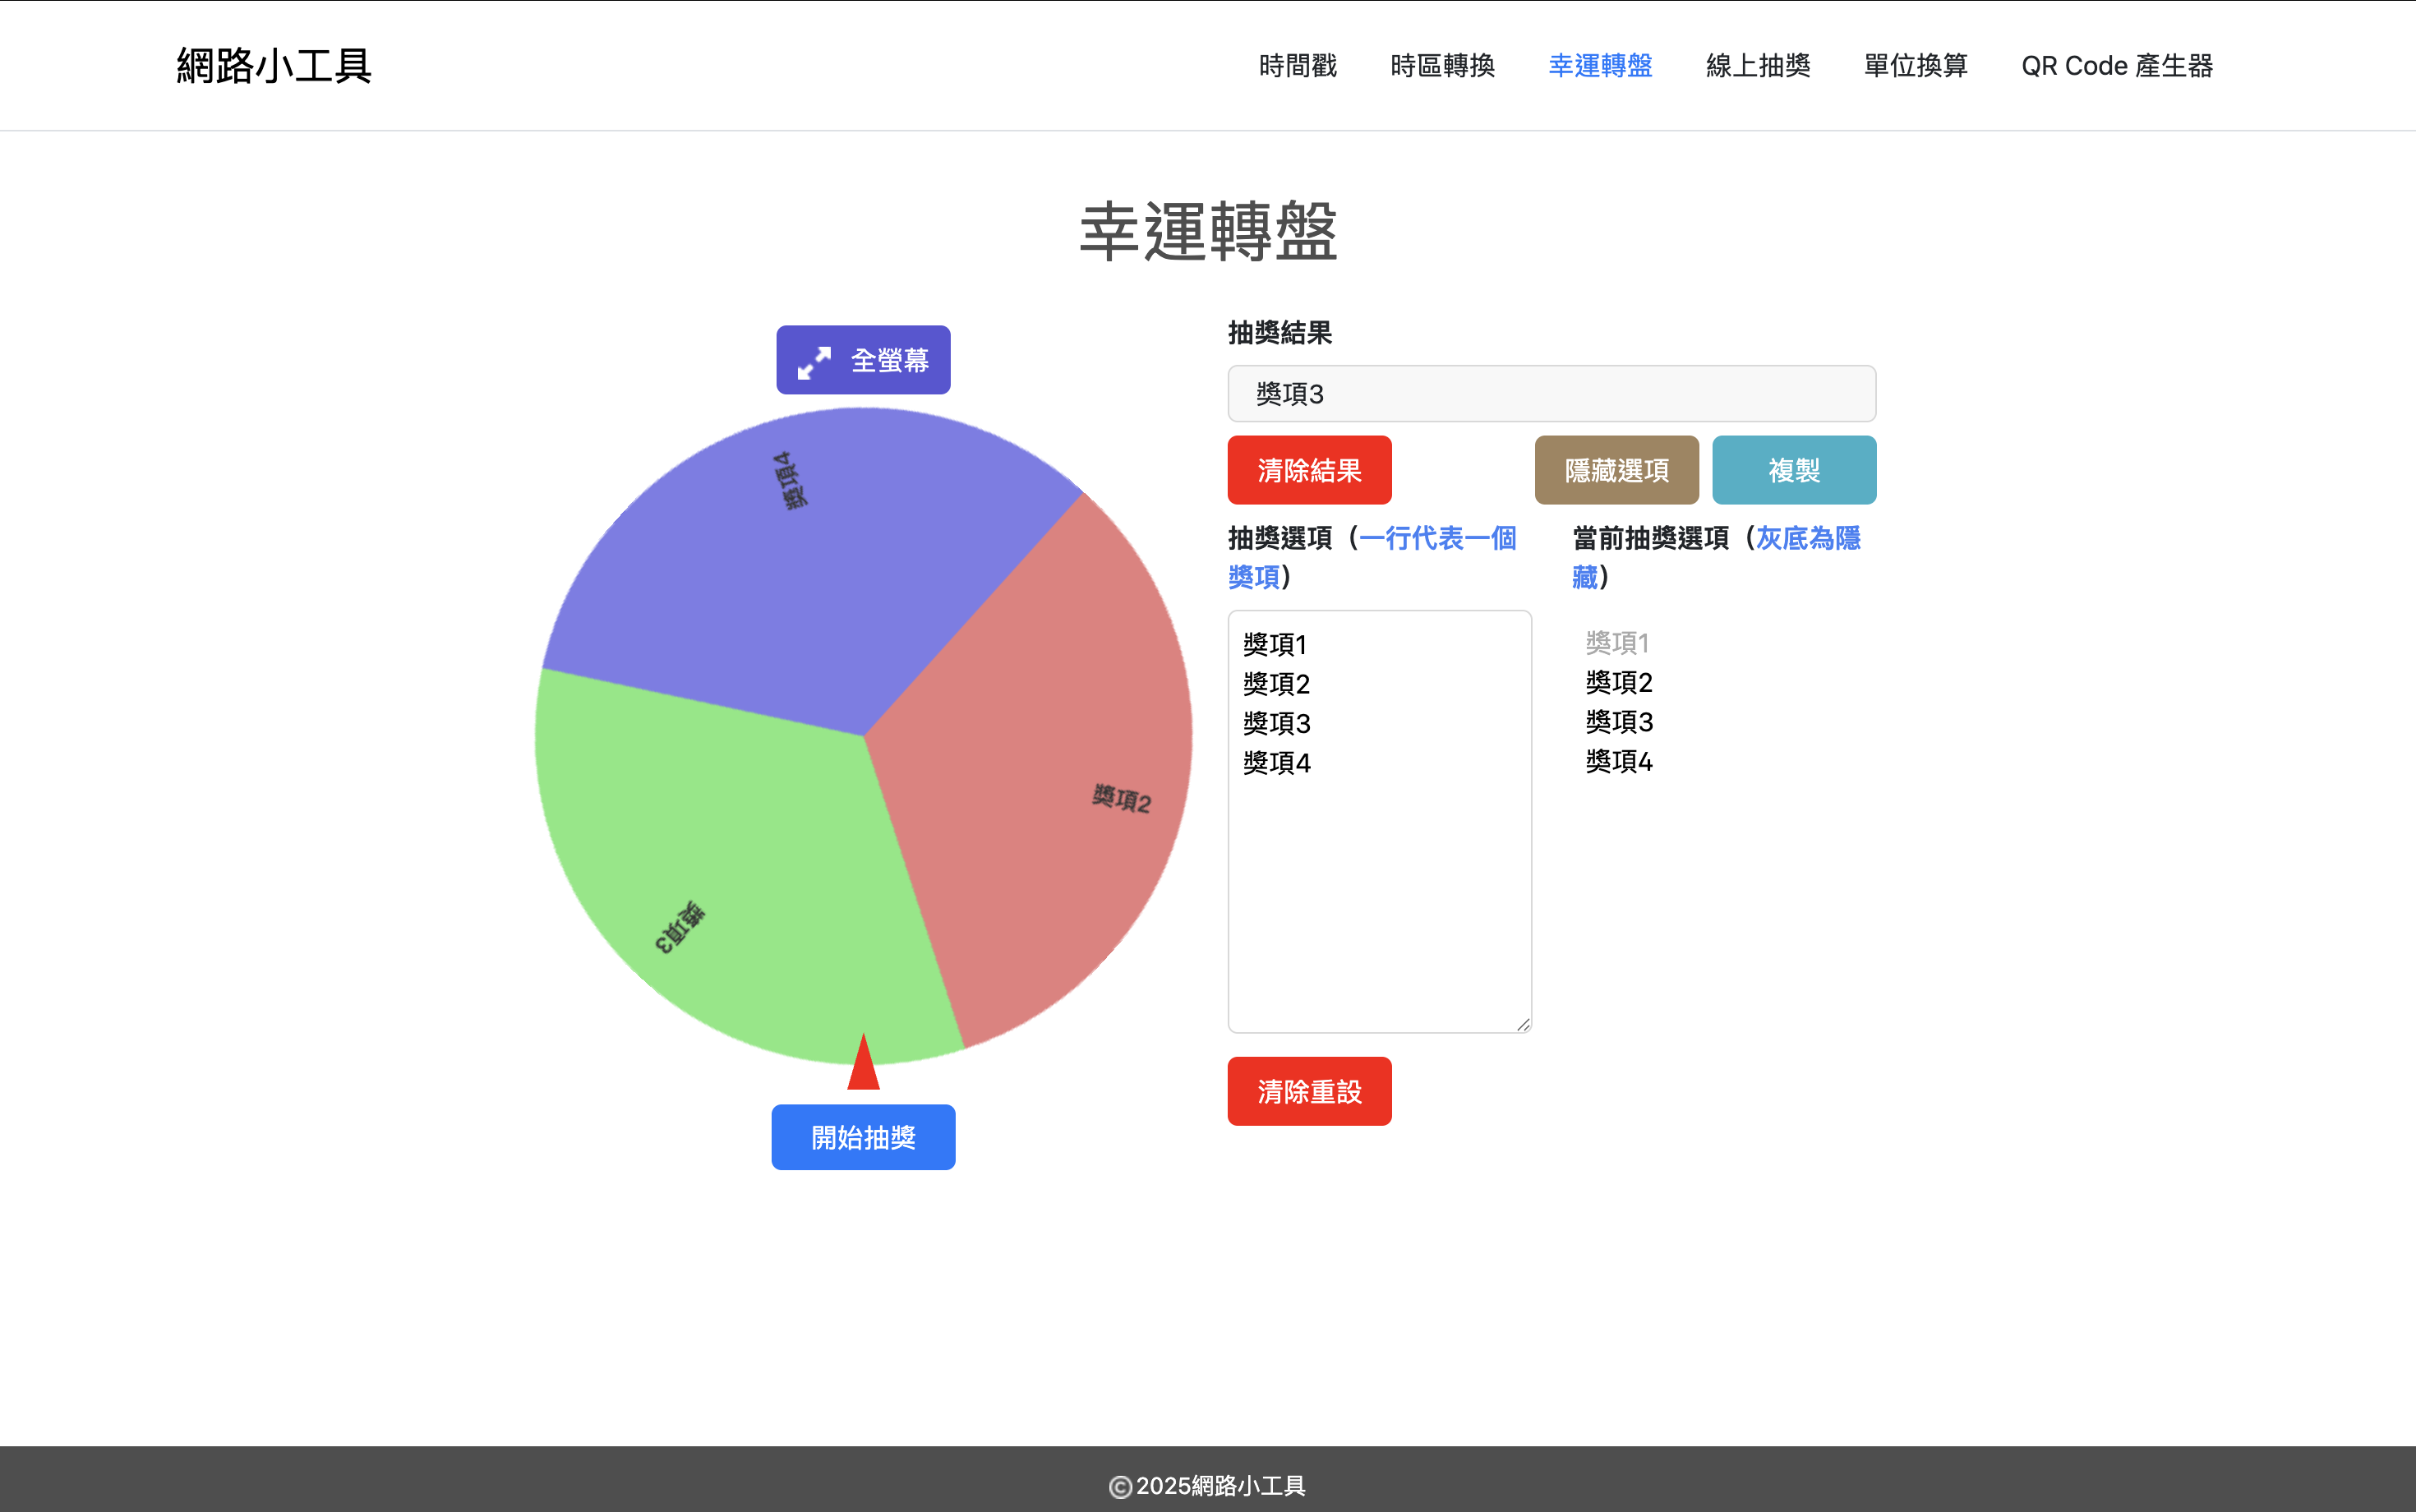 網路小工具
時間戳 時區轉換 幸運轉盤 線上抽獎 單位換算 QR Code 產生器
幸運轉盤
全螢幕
獎項4
獎項2
獎項3
開始抽獎
抽獎結果
獎項3
清除結果 隱藏選項 複製
抽獎選項（一行代表一個
獎項）
獎項1
獎項2
獎項3
獎項4
清除重設
當前抽獎選項（灰底為隱
藏）
獎項1
獎項2
獎項3
獎項4
©2025網路小工具